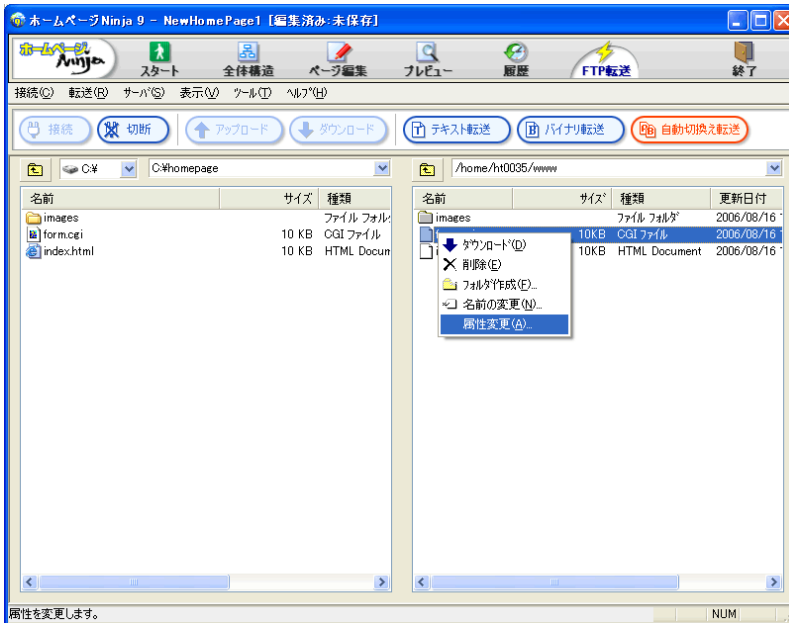 ホームページNinja 9 - NewHomePage1 [編集済み:未保存]
ホームページNinja スタート 全体構造 ページ編集 プレビュー 履歴 FTP転送 終了
接続(C) 転送(R) サーバ(S) 表示(V) ツール(T) ヘルプ(H)
接続 切断 アップロード ダウンロード テキスト転送 バイナリ転送 自動切換え転送
C:¥ C:¥homepage /home/ht0035/www
名前 サイズ 種類 名前 サイズ 種類 更新日付
images ファイル フォル images ファイル フォルダ 2006/08/16
form.cgi 10 KB CGI ファイル 10KB CGI ファイル 2006/08/16
index.html 10 KB HTML Docum 10KB HTML Document 2006/08/16
ダウンロード(D)
削除(E)
フォルダ作成(F)...
名前の変更(N)...
属性変更(A)...
属性を変更します。 NUM